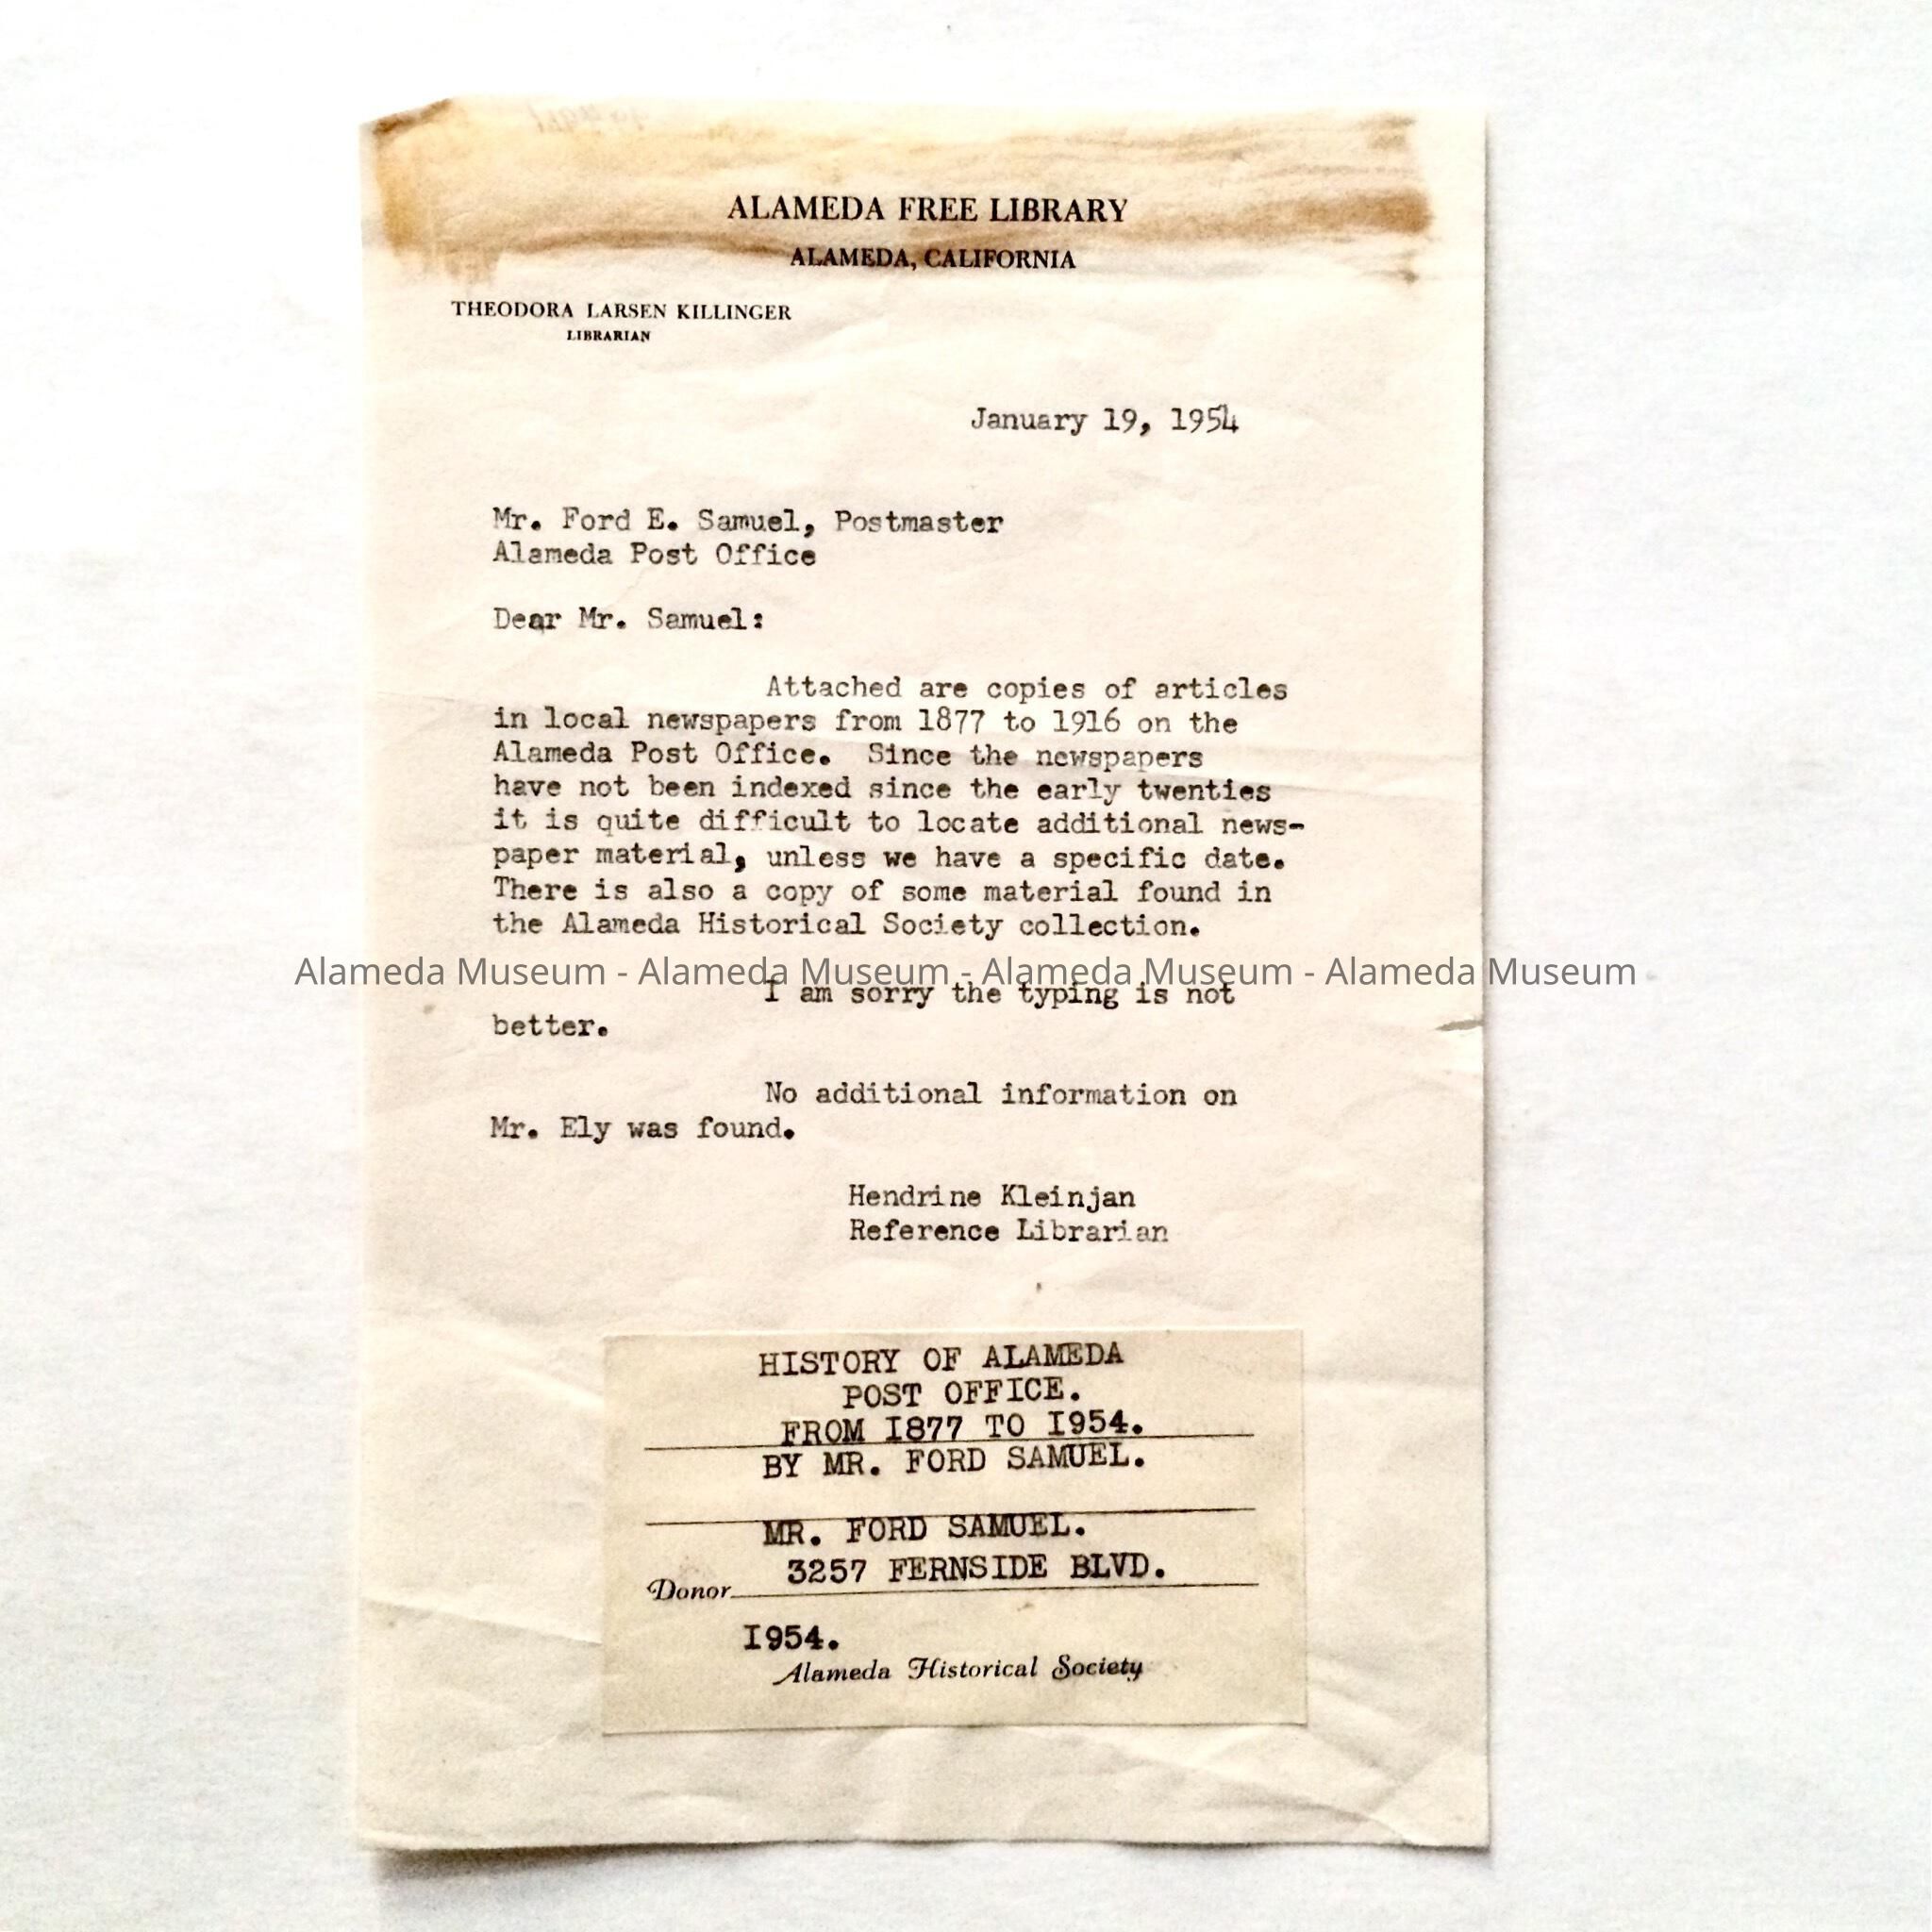 ALAMEDA FREE LIBRARY
ALAMEDA, CALIFORNIA
THEODORA LARSEN KILLINGER
LIBRARIAN
January 19, 1954
Mr. Ford E. Samuel, Postmaster
Alameda Post Office
Dear Mr. Samuel:
Attached are copies of articles
in local newspapers from 1877 to 1916 on the
Alameda Post Office. Since the newspapers
have not been indexed since the early twenties
it is quite difficult to locate additional news-
paper material, unless we have a specific date.
There is also a copy of some material found in
the Alameda Historical Society collection.
Alameda Museum - Alameda Museum - Alameda Museum - Alameda Museum
I am sorry the typing is not
better.
No additional information on
Mr. Ely was found.
Hendrine Kleinjan
Reference Librarian
HISTORY OF ALAMEDA
POST OFFICE.
FROM I877 TO I954.
BY MR. FORD SAMUEL.
MR. FORD SAMUEL.
3257 FERNSIDE BLVD.
Donor
I954.
Alameda Historical Society